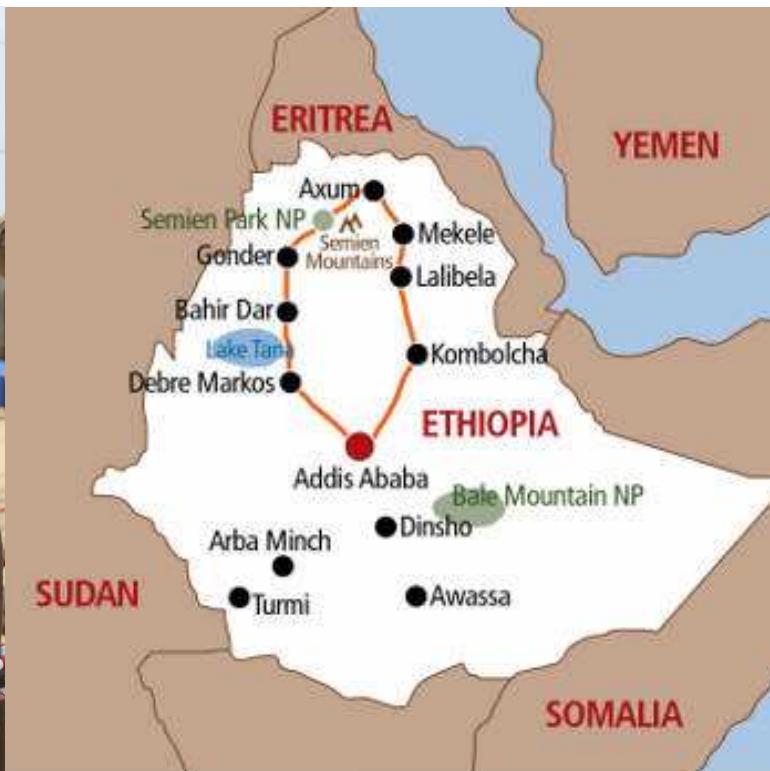 ERITREA
YEMEN
Axum
Semien Park NP
Semien
Mountains
Mekele
Gonder
Lalibela
Bahir Dar
Lake Tana
Kombolcha
Debre Markos
ETHIOPIA
Addis Ababa
Bale Mountain NP
Dinsho
Arba Minch
SUDAN
Turmi
Awassa
SOMALIA